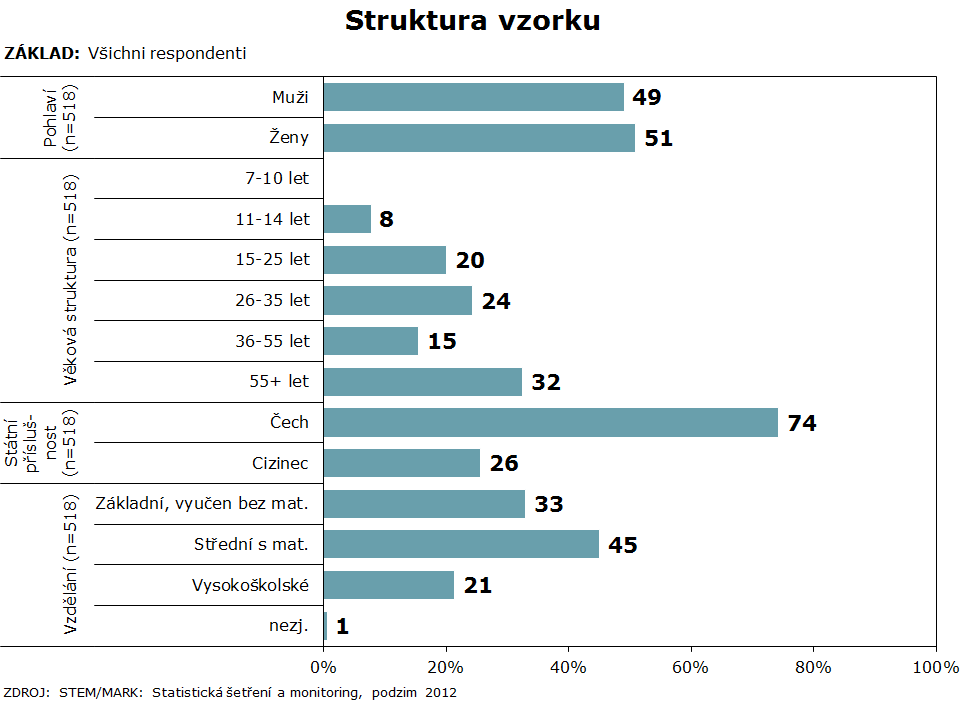 Struktura vzorku
ZÁKLAD: Všichni respondenti
Pohlaví
(n=518)
Muži 49
Ženy 51
Věková struktura (n=518)
7-10 let
11-14 let 8
15-25 let 20
26-35 let 24
36-55 let 15
55+ let 32
Státní
přísluš-
nost
(n=518)
Čech 74
Cizinec 26
Vzdělání (n=518)
Základní, vyučen bez mat. 33
Střední s mat. 45
Vysokoškolské 21
nezj. 1
0% 20% 40% 60% 80% 100%
ZDROJ: STEM/MARK: Statistická šetření a monitoring, podzim 2012